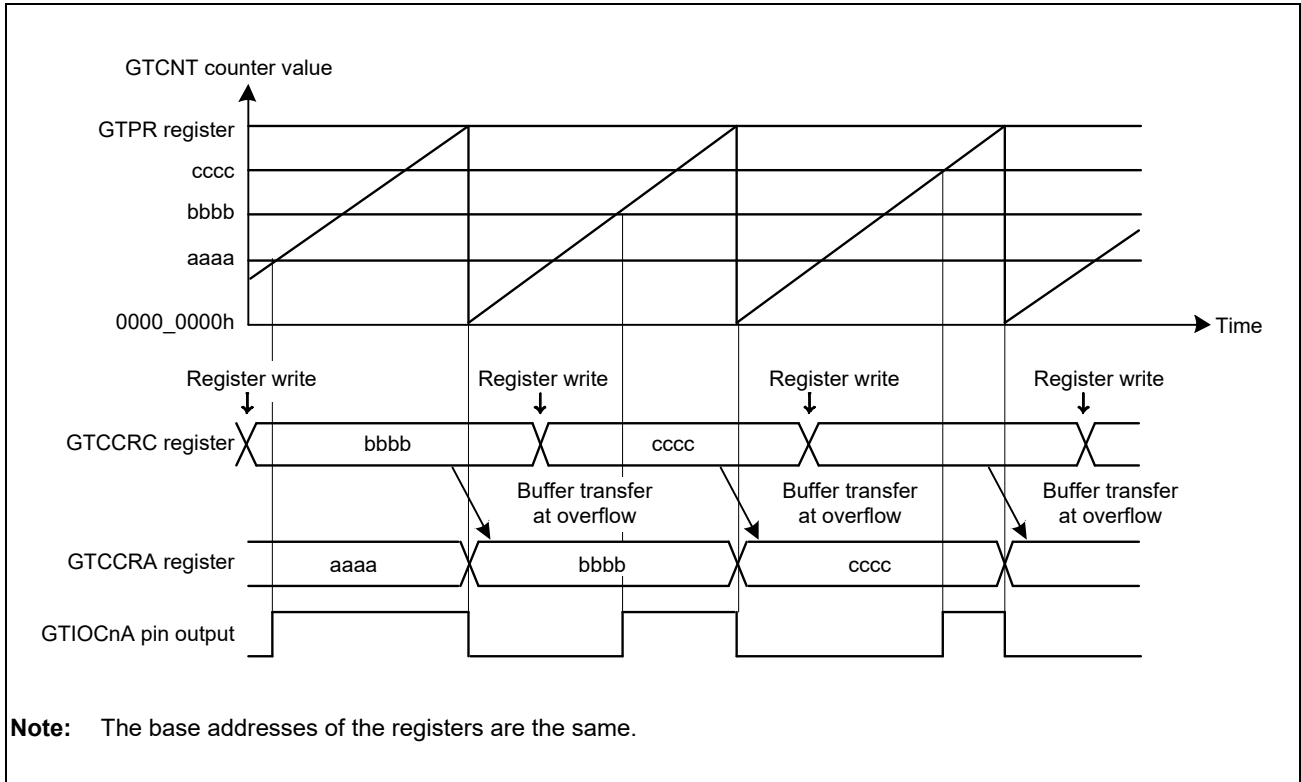 GTCNT counter value
GTPR register
cccc
bbbb
aaaa
0000_0000h
Time
Register write
Register write
Register write
Register write
GTCCRC register
bbbb
cccc
Buffer transfer
at overflow
Buffer transfer
at overflow
Buffer transfer
at overflow
GTCCRA register
aaaa
bbbb
cccc
GTIOCnA pin output
Note: The base addresses of the registers are the same.